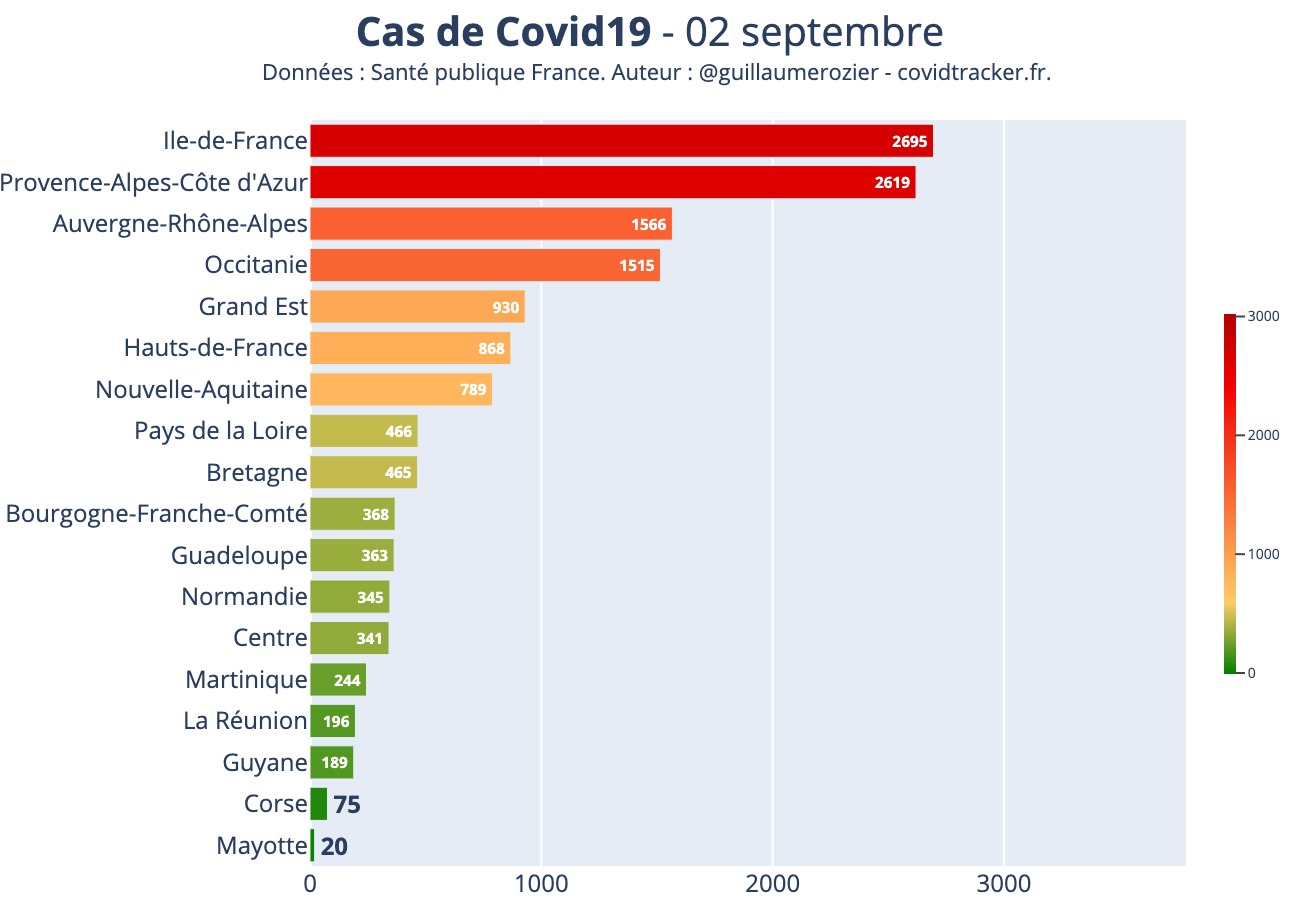 Cas de Covid19 - 02 septembre
Données : Santé publique France. Auteur : @guillaumerozier - covidtracker.fr.
Ile-de-France 2695
Provence-Alpes-Côte d'Azur 2619
Auvergne-Rhône-Alpes 1566
Occitanie 1515
Grand Est 930
Hauts-de-France 868
Nouvelle-Aquitaine 789
Pays de la Loire 466
Bretagne 465
Bourgogne-Franche-Comté 368
Guadeloupe 363
Normandie 345
Centre 341
Martinique 244
La Réunion 196
Guyane 189
Corse 75
Mayotte 20
0 1000 2000 3000
3000
2000
1000
0